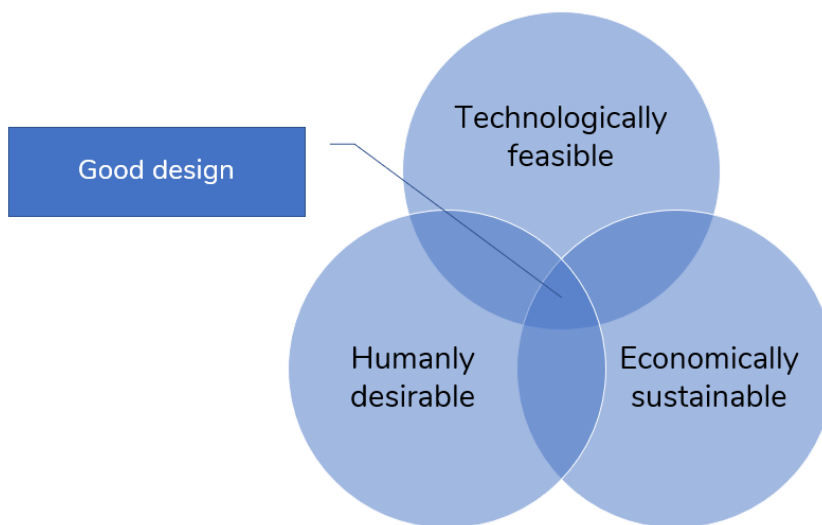 Technologically
feasible
Good design
Humanly
desirable
Economically
sustainable